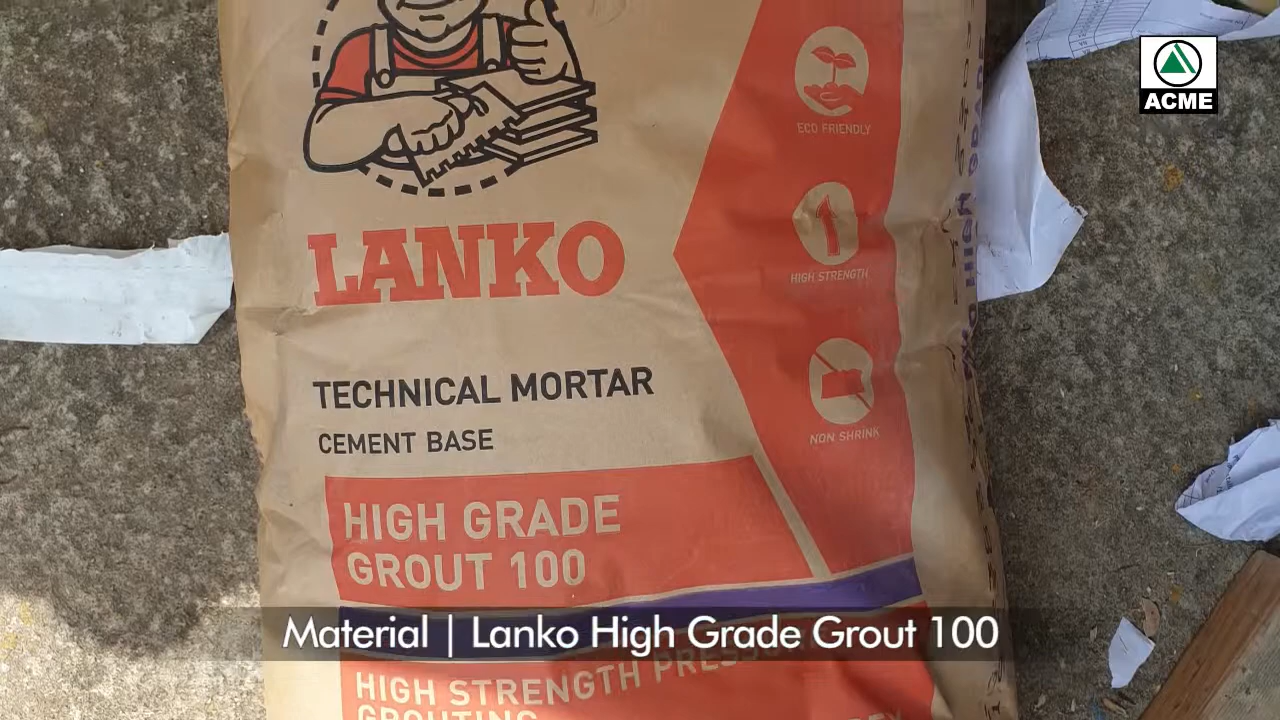 ACME
ECO FRIENDLY
HIGH STRENGTH
NON SHRINK
LANKO
TECHNICAL MORTAR
CEMENT BASE
HIGH GRADE
GROUT 100
Material | Lanko High Grade Grout 100
HIGH STRENGTH
GROUTING